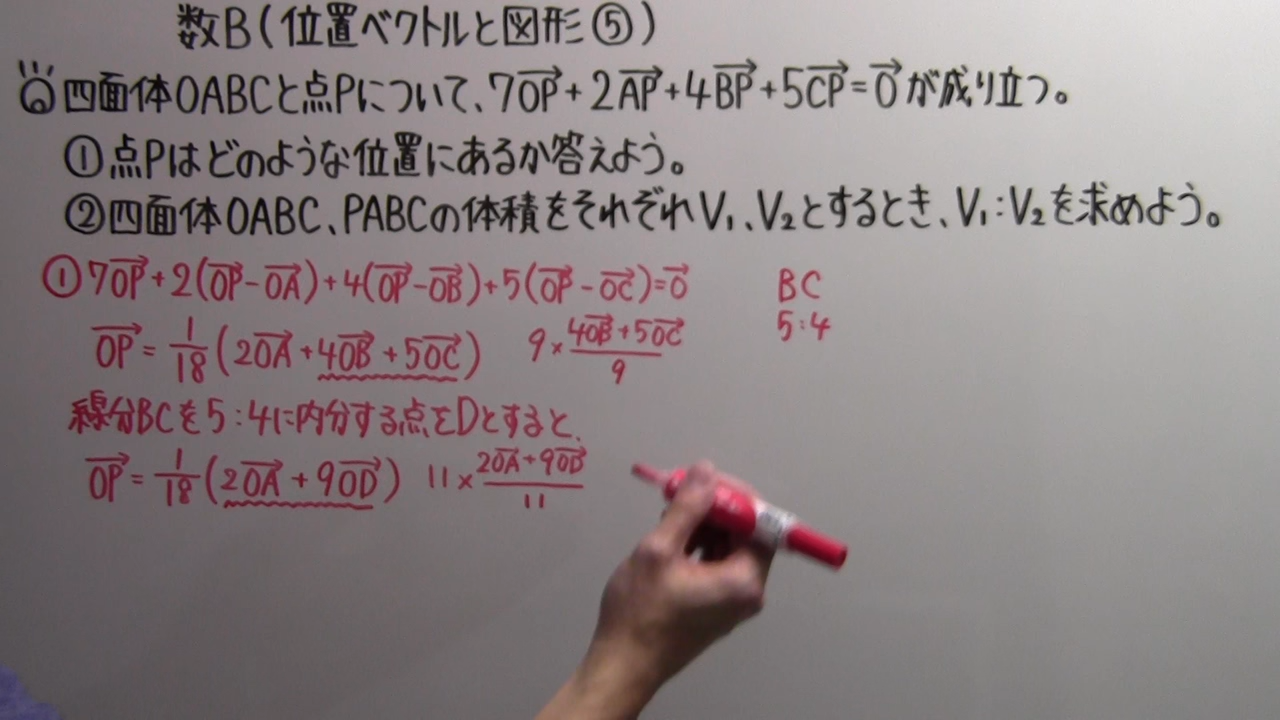 数B(位置ベクトルと図形⑤)
四面体OABCと点Pについて、7OP→+2AP→+4BP→+5CP→=0→が成り立つ。
①点Pはどのような位置にあるか答えよう。
②四面体OABC、PABCの体積をそれぞれV₁、V₂とするとき、V₁:V₂を求めよう。
①7OP→+2(OP→-OA→)+4(OP→-OB→)+5(OP→-OC→)=0→
BC
5:4
OP→=1/18(2OA→+4OB→+5OC→) 9×(4OB→+5OC→)/9
線分BCを5:4に内分する点をDとすると、
OP→=1/18(2OA→+9OD→) 11×(2OA→+9OD→)/11